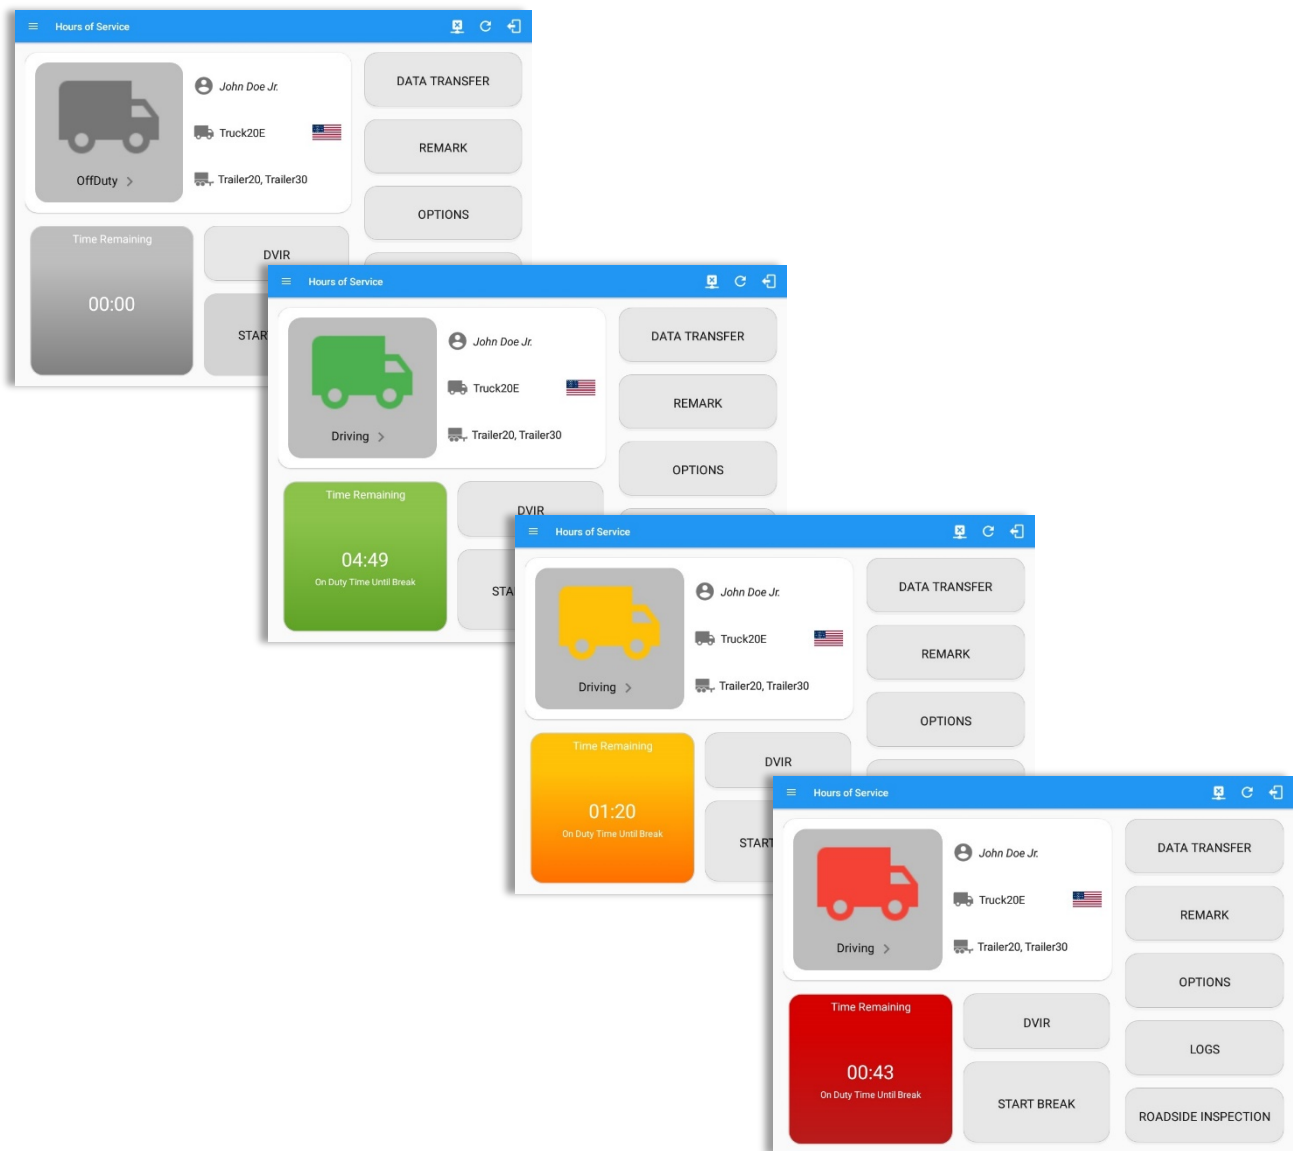 Hours of Service
John Doe Jr.
Truck20E
OffDuty >
Trailer20, Trailer30
DATA TRANSFER
REMARK
OPTIONS
Time Remaining
00:00
DVIR
STAR
Hours of Service
John Doe Jr.
Truck20E
Driving >
Trailer20, Trailer30
DATA TRANSFER
REMARK
OPTIONS
Time Remaining
04:49
On Duty Time Until Break
DVIR
STA
Hours of Service
John Doe Jr.
Truck20E
Driving >
Trailer20, Trailer30
DATA TRANSFER
REMARK
OPTIONS
Time Remaining
01:20
On Duty Time Until Break
DVIR
START
Hours of Service
John Doe Jr.
Truck20E
Driving >
Trailer20, Trailer30
DATA TRANSFER
REMARK
OPTIONS
LOGS
ROADSIDE INSPECTION
Time Remaining
00:43
On Duty Time Until Break
DVIR
START BREAK